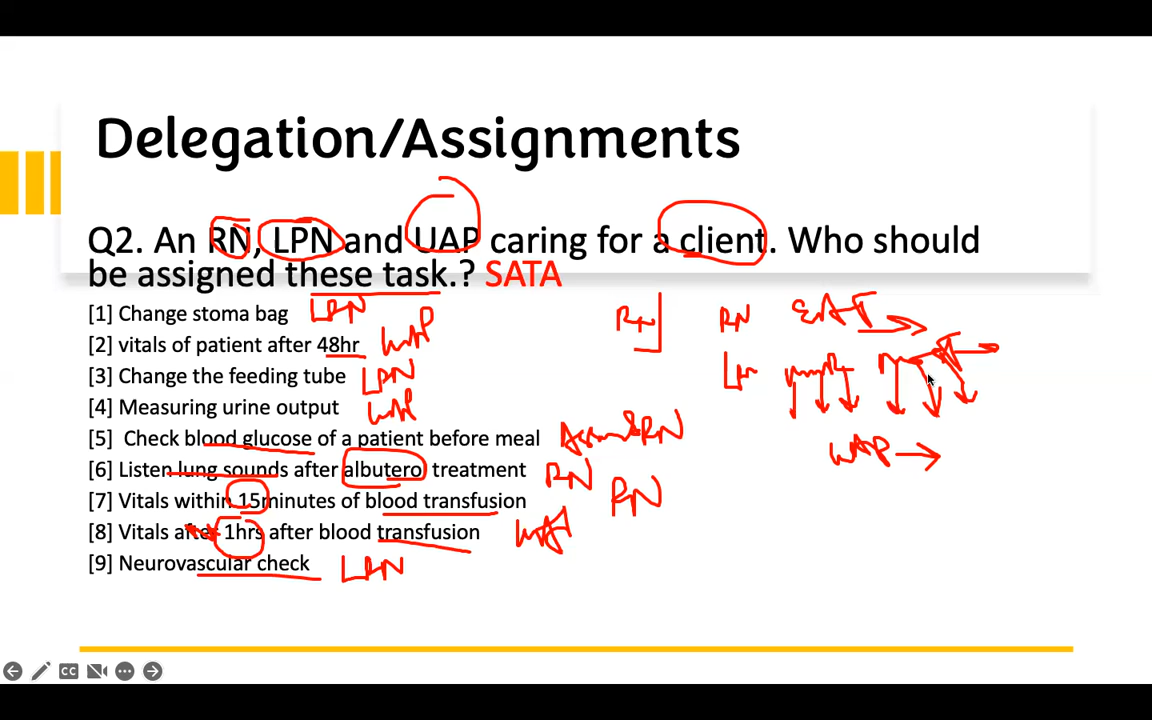 Delegation/Assignments
Q2. An RN, LPN and UAP caring for a client. Who should
be assigned these task.? SATA
[1] Change stoma bag LPN
[2] vitals of patient after 48hr UAP
[3] Change the feeding tube LPN
[4] Measuring urine output UAP
[5] Check blood glucose of a patient before meal RN
[6] Listen lung sounds after albutero treatment RN
[7] Vitals within 15minutes of blood transfusion RN
[8] Vitals after 1hrs after blood transfusion
[9] Neurovascular check LPN
RN
RN EAT
UAP
CC